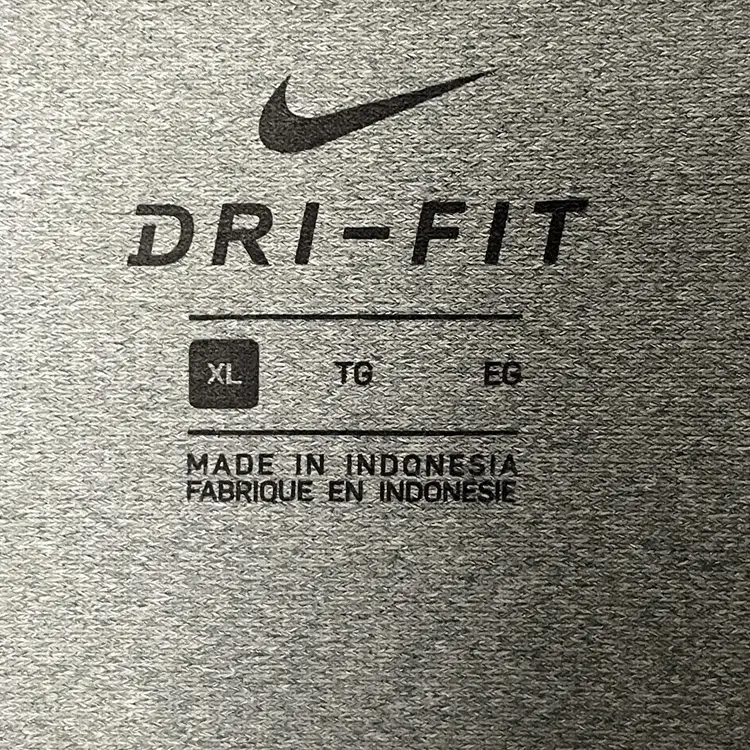 DRI-FIT
XL TG EG
MADE IN INDONESIA
FABRIQUE EN INDONESIE